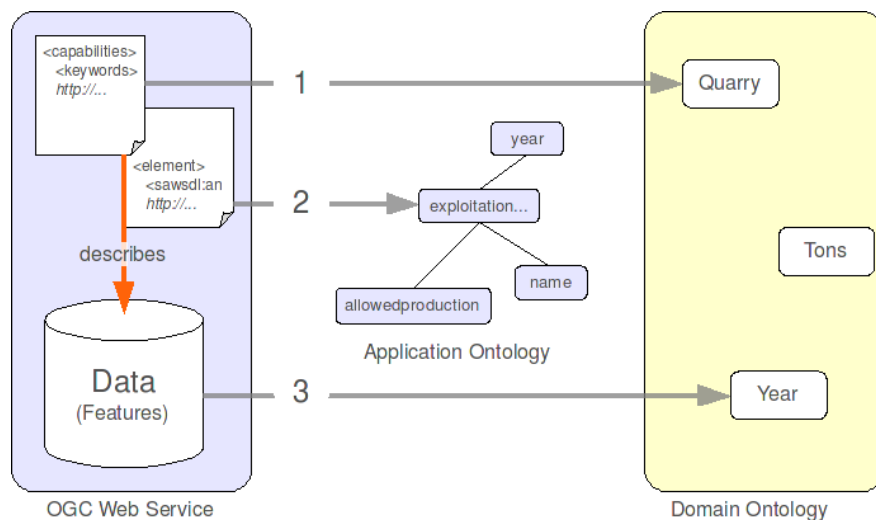 <capabilities>
<keywords>
http://...
1
Quarry
year
<element>
<sawsdl:an
http://...
2
exploitation...
describes
Tons
name
allowedproduction
Application Ontology
Data
(Features)
3
Year
OGC Web Service
Domain Ontology